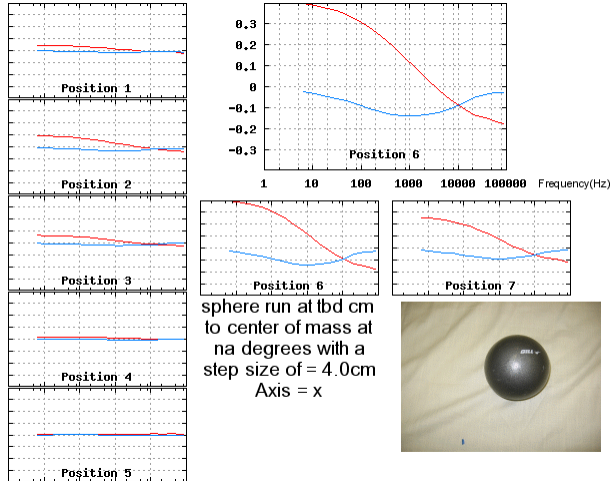 Position 1
Position 2
Position 3
Position 4
Position 5
0.3
0.2
0.1
0
-0.1
-0.2
-0.3
Position 6
1 10 100 1000 10000 100000 Frequency(Hz)
Position 6
Position 7
sphere run at tbd cm
to center of mass at
na degrees with a
step size of = 4.0cm
Axis = x